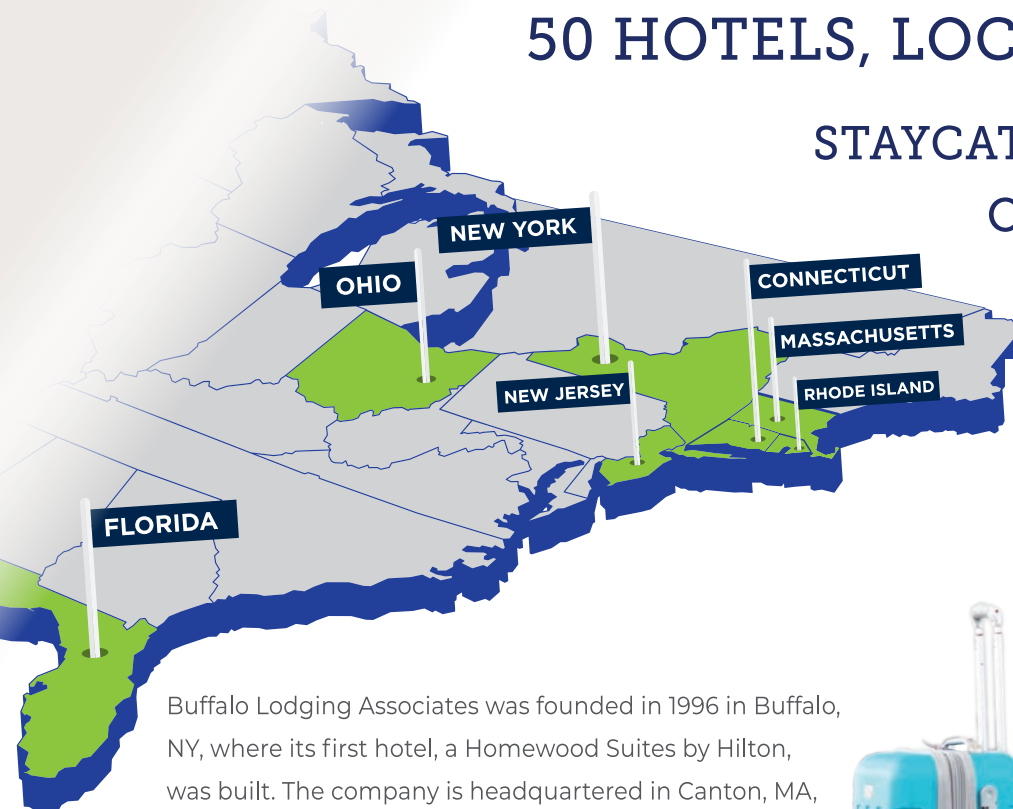 50 HOTELS, LOC
STAYCAT
C
NEW YORK
OHIO
CONNECTICUT
MASSACHUSETTS
NEW JERSEY
RHODE ISLAND
FLORIDA
Buffalo Lodging Associates was founded in 1996 in Buffalo,
NY, where its first hotel, a Homewood Suites by Hilton,
was built. The company is headquartered in Canton, MA,